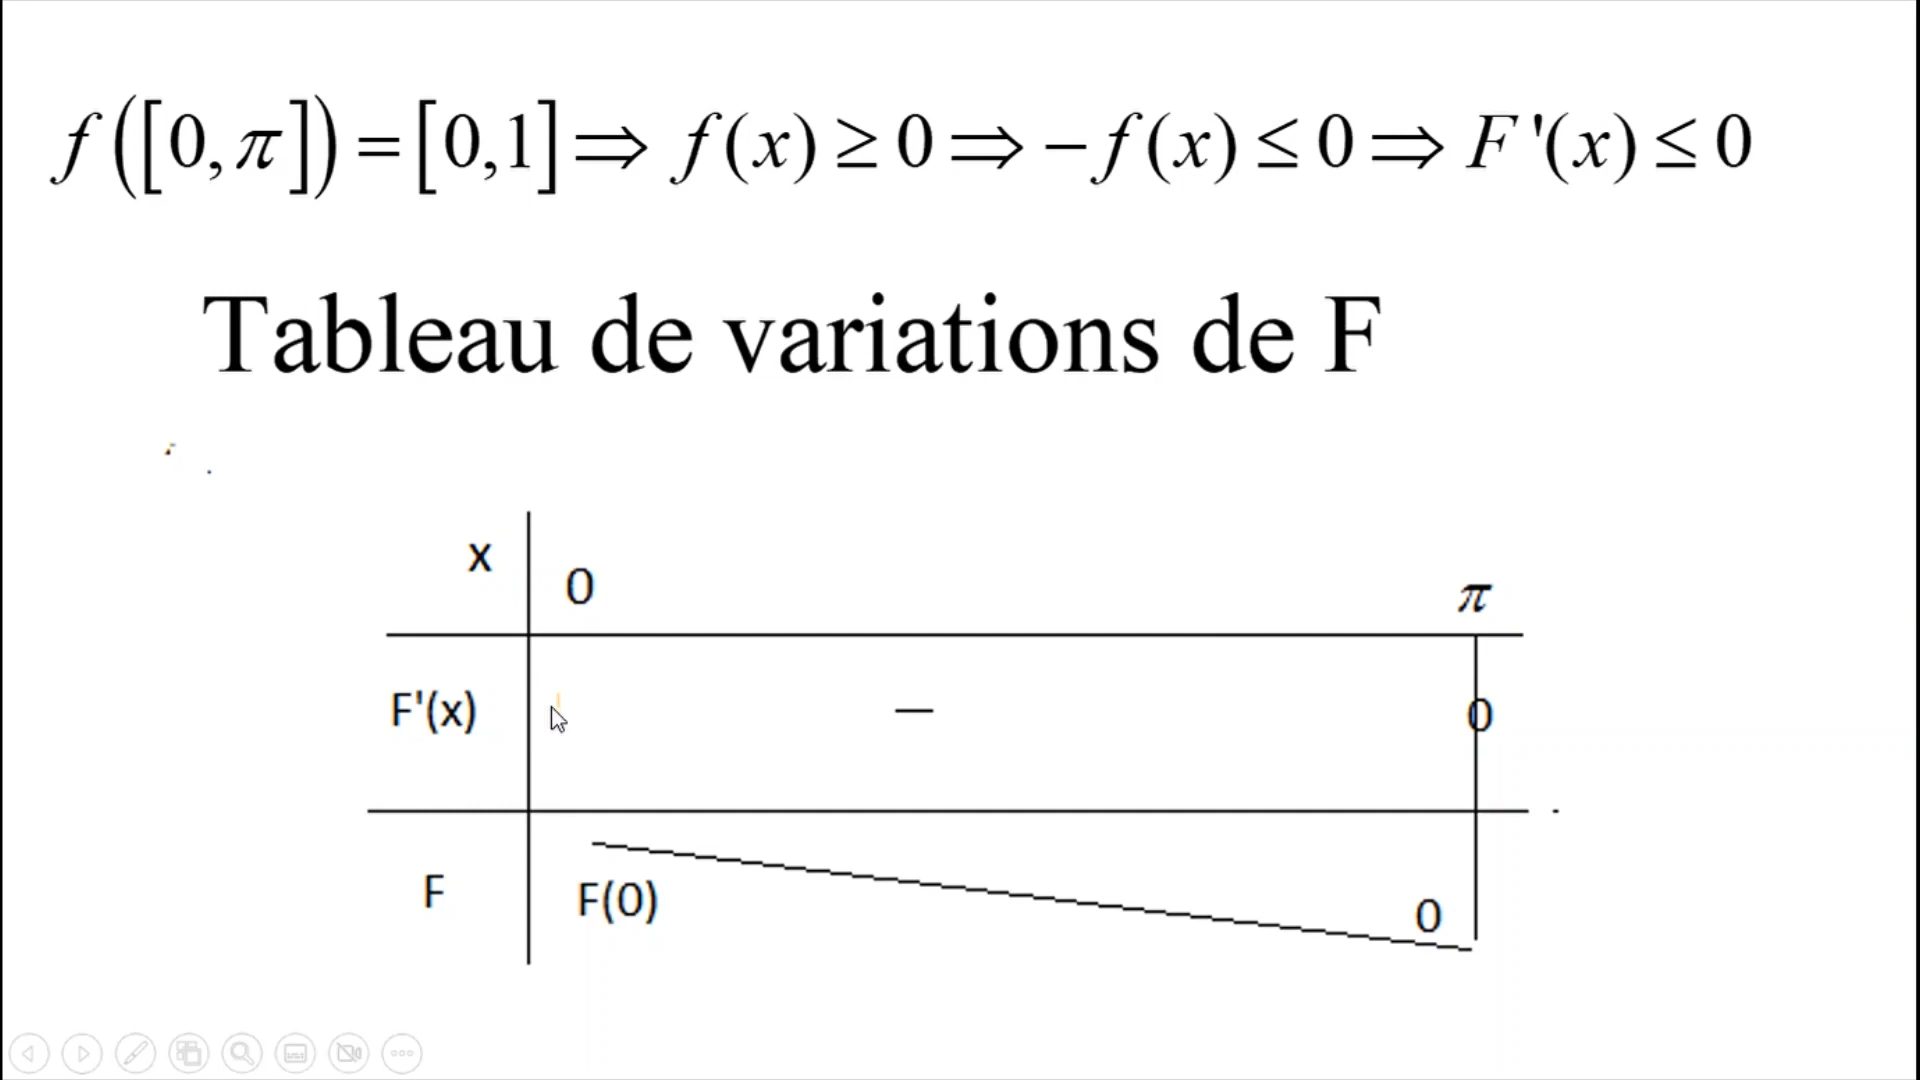 f([0,π])=[0,1]⇒ f(x)≥0⇒−f(x)≤0⇒F'(x)≤0
Tableau de variations de F
x 0 π
F'(x) — 0
F F(0) 0